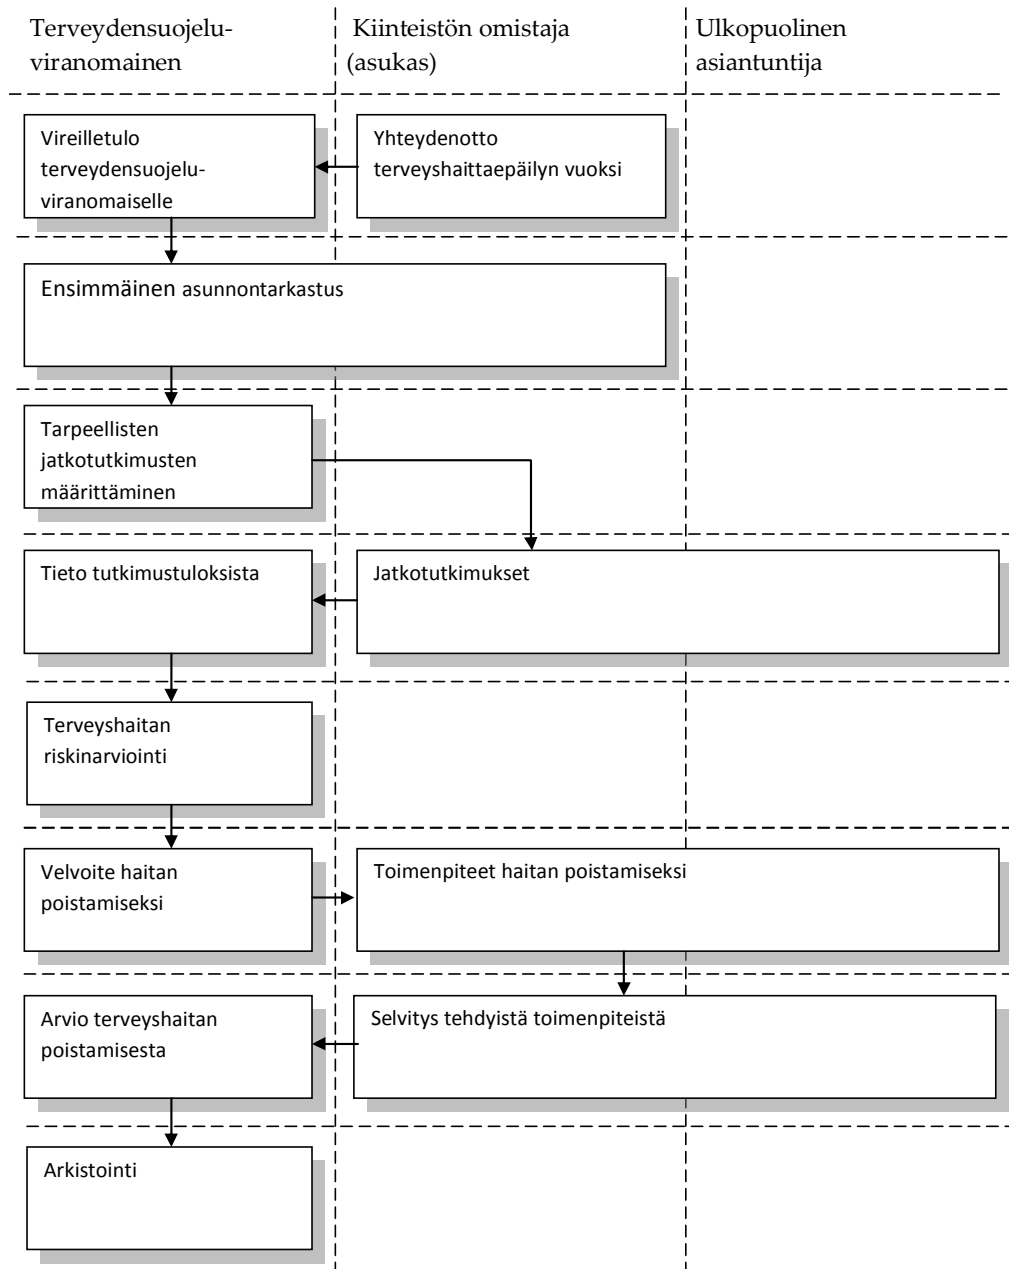 Terveydensuojelu-
viranomainen
Kiinteistön omistaja
(asukas)
Ulkopuolinen
asiantuntija
Vireilletulo
terveydensuojelu-
viranomaiselle
Yhteydenotto
terveyshaittaepäilyn vuoksi
Ensimmäinen asunnontarkastus
Tarpeellisten
jatkotutkimusten
määrittäminen
Tieto tutkimustuloksista
Jatkotutkimukset
Terveyshaitan
riskinarviointi
Velvoite haitan
poistamiseksi
Toimenpiteet haitan poistamiseksi
Arvio terveyshaitan
poistamisesta
Selvitys tehdyistä toimenpiteistä
Arkistointi